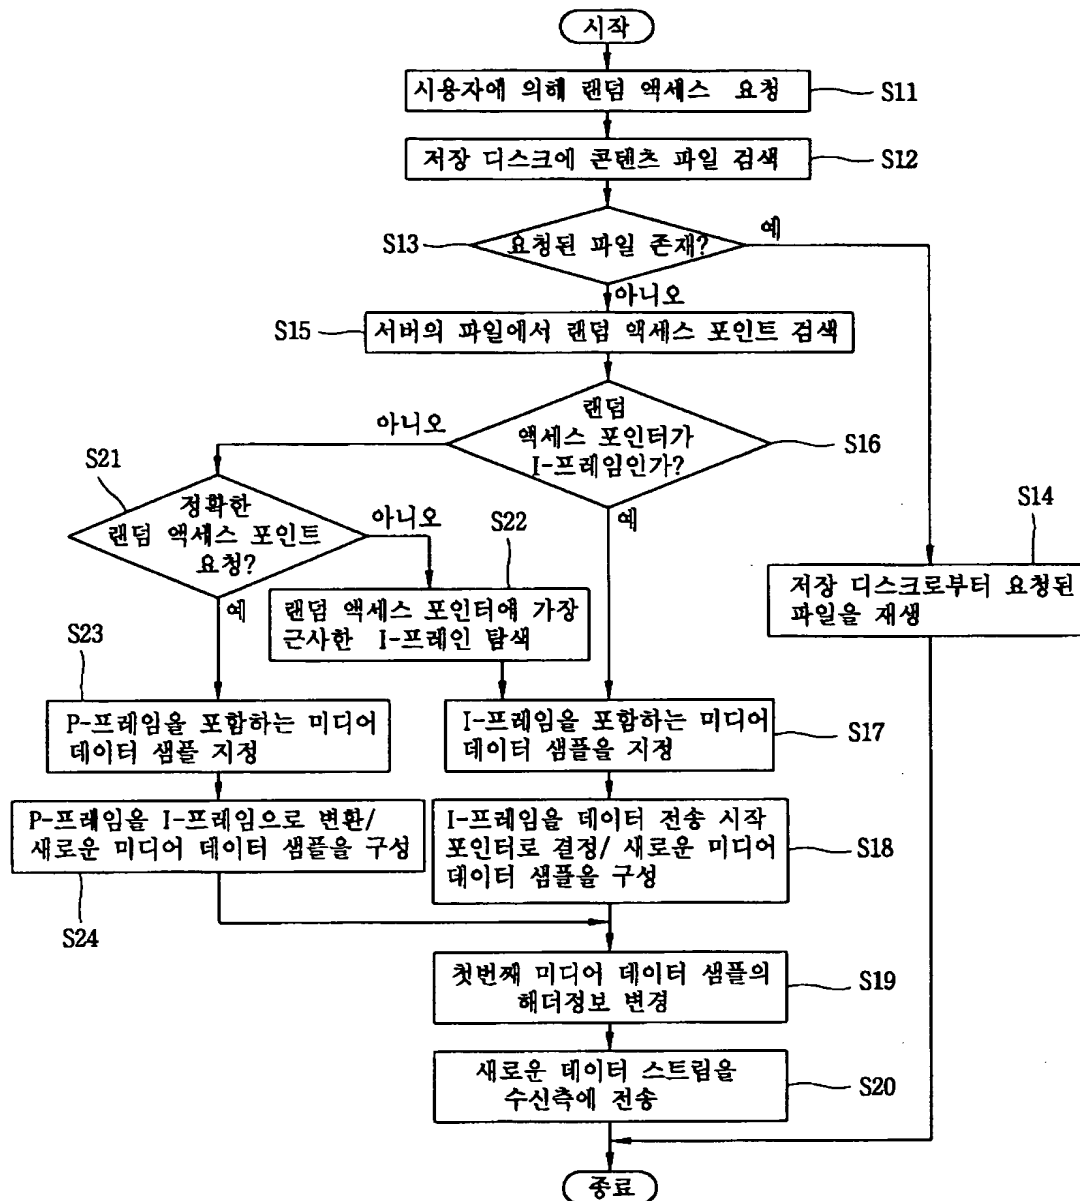 시작
시용자에 의해 랜덤 액세스 요청
S11
저장 디스크에 콘텐츠 파일 검색
S12
S13
요청된 파일 존재?
예
아니오
S15
서버의 파일에서 랜덤 액세스 포인트 검색
아니오
랜덤
액세스 포인터가
I-프레임인가?
S16
예
S21
정확한
랜덤 액세스 포인트
요청?
아니오
예
S22
랜덤 액세스 포인터에 가장
근사한 I-프레인 탐색
S14
저장 디스크로부터 요청된
파일을 재생
S23
P-프레임을 포함하는 미디어
데이터 샘플 지정
I-프레임을 포함하는 미디어
데이터 샘플을 지정
S17
P-프레임을 I-프레임으로 변환/
새로운 미디어 데이터 샘플을 구성
S24
I-프레임을 데이터 전송 시작
포인터로 결정/ 새로운 미디어
데이터 샘플을 구성
S18
첫번째 미디어 데이터 샘플의
해더정보 변경
S19
새로운 데이터 스트림을
수신측에 전송
S20
종료